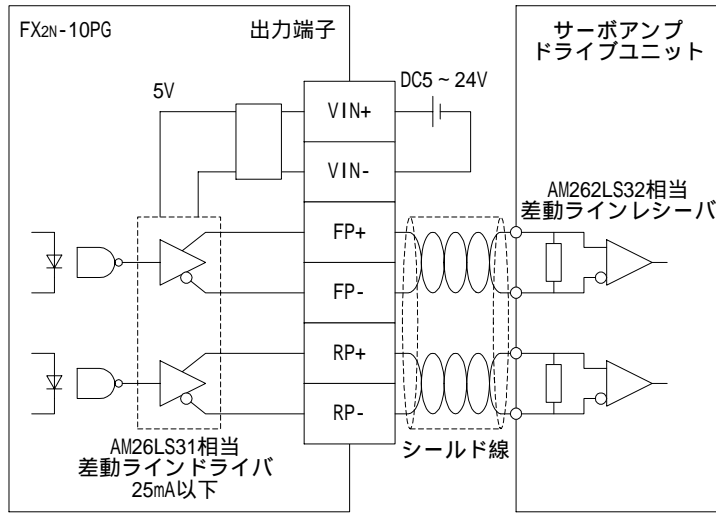 FX2N-10PG
出力端子
サーボアンプ
ドライブユニット
5V
DC5 ~ 24V
VIN+
VIN-
FP+
FP-
RP+
RP-
AM262LS32相当
差動ラインレシーバ
AM26LS31相当
差動ラインドライバ
25mA以下
シールド線